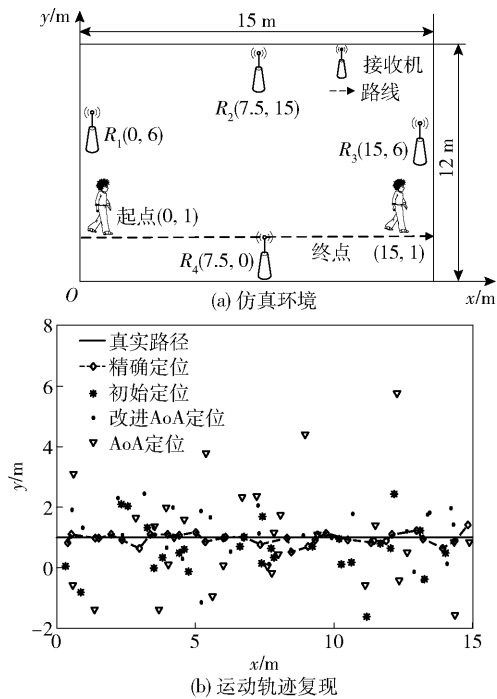 y/m
15 m
接收机
路线
R₂(7.5, 15)
R₁(0, 6)
R₃(15, 6)
12 m
起点(0, 1)
R₄(7.5, 0)
终点 (15, 1)
O
x/m
(a) 仿真环境
8
真实路径
精确定位
6
初始定位
改进AoA定位
4
AoA定位
y/m
2
0
−2
0 5 10 15
x/m
(b) 运动轨迹复现